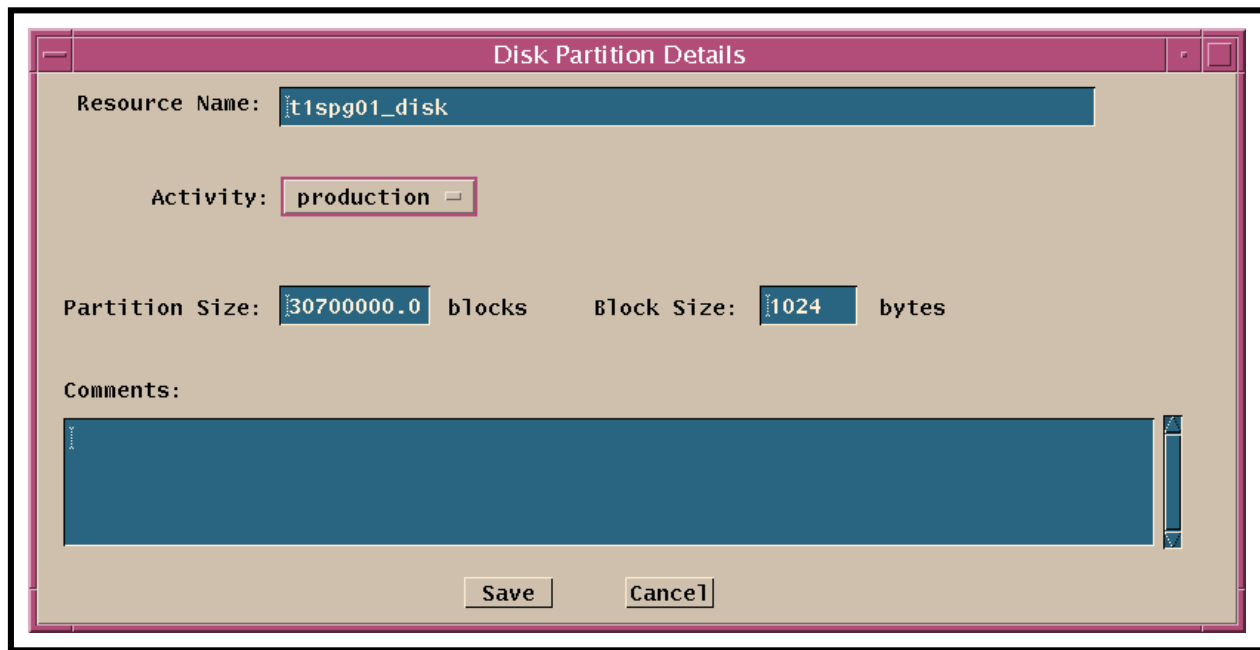 Disk Partition Details
Resource Name: t1spg01_disk
Activity: production
Partition Size: 30700000.0 blocks Block Size: 1024 bytes
Comments:
Save Cancel